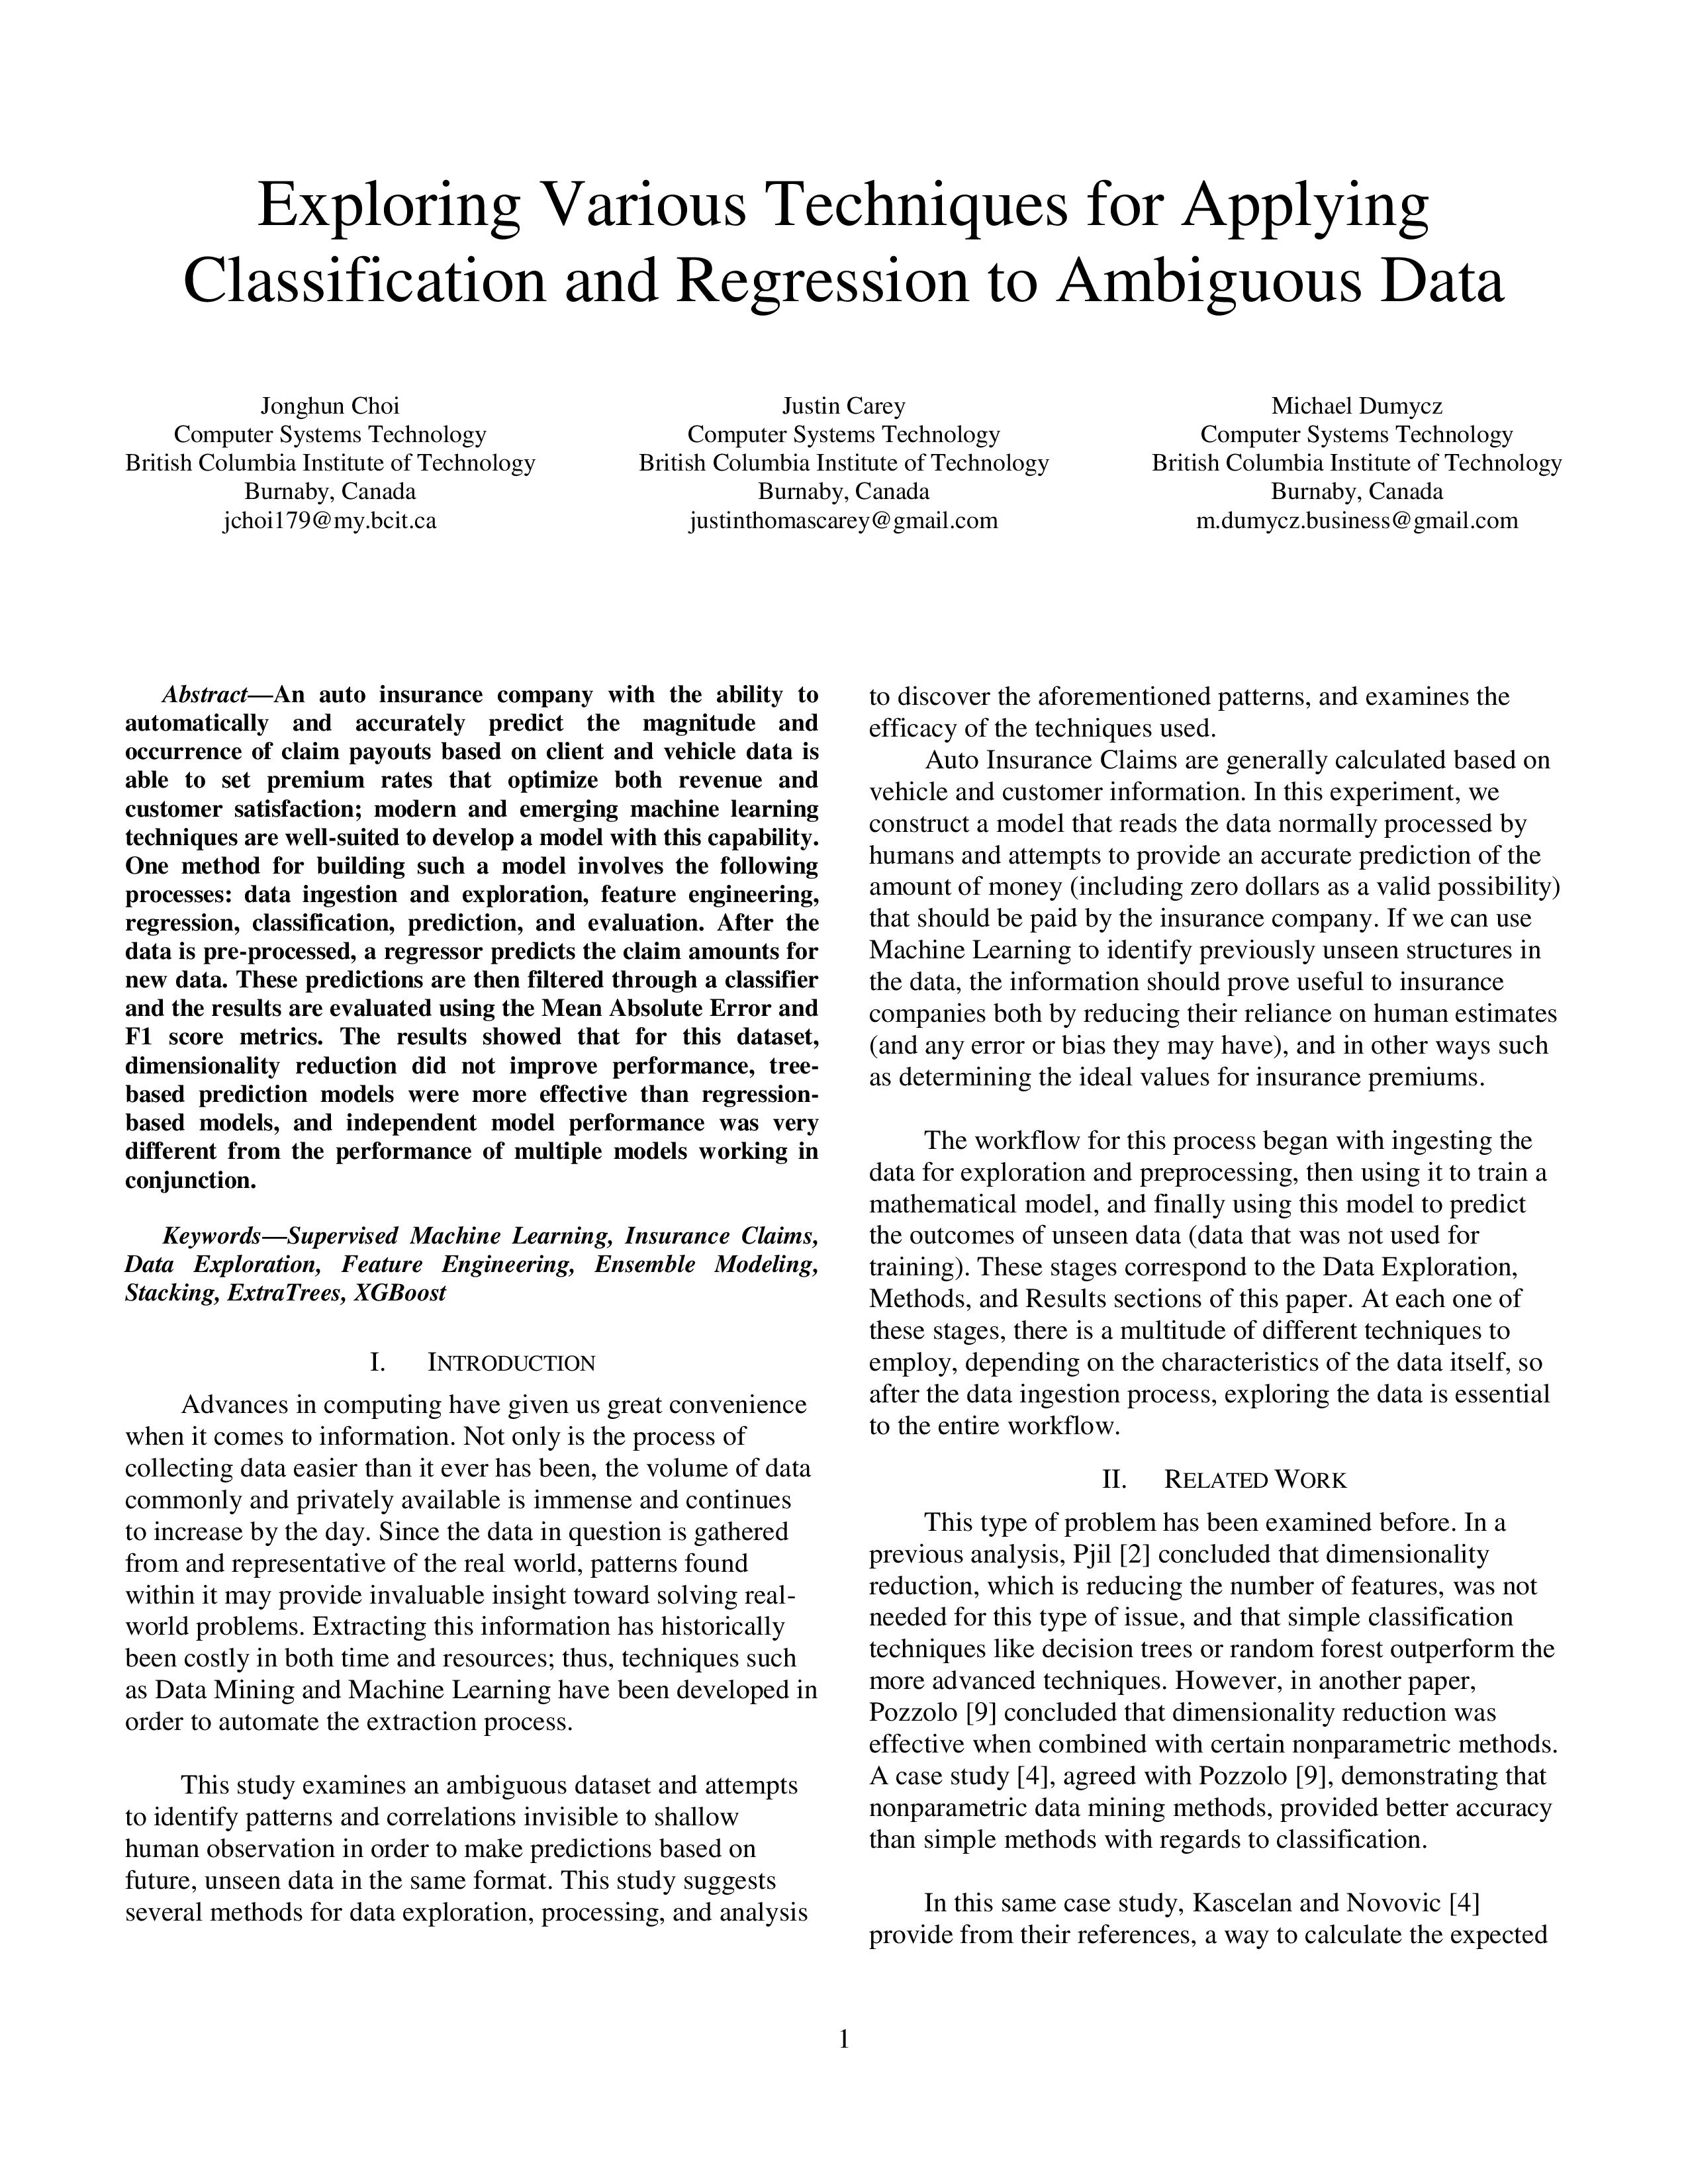 Exploring Various Techniques for Applying
Classification and Regression to Ambiguous Data
Jonghun Choi
Computer Systems Technology
British Columbia Institute of Technology
Burnaby, Canada
jchoi179@my.bcit.ca
Justin Carey
Computer Systems Technology
British Columbia Institute of Technology
Burnaby, Canada
justinthomascarey@gmail.com
Michael Dumycz
Computer Systems Technology
British Columbia Institute of Technology
Burnaby, Canada
m.dumycz.business@gmail.com
Abstract—An auto insurance company with the ability to
automatically and accurately predict the magnitude and
occurrence of claim payouts based on client and vehicle data is
able to set premium rates that optimize both revenue and
customer satisfaction; modern and emerging machine learning
techniques are well-suited to develop a model with this capability.
One method for building such a model involves the following
processes: data ingestion and exploration, feature engineering,
regression, classification, prediction, and evaluation. After the
data is pre-processed, a regressor predicts the claim amounts for
new data. These predictions are then filtered through a classifier
and the results are evaluated using the Mean Absolute Error and
F1 score metrics. The results showed that for this dataset,
dimensionality reduction did not improve performance, tree-
based prediction models were more effective than regression-
based models, and independent model performance was very
different from the performance of multiple models working in
conjunction.
Keywords—Supervised Machine Learning, Insurance Claims,
Data Exploration, Feature Engineering, Ensemble Modeling,
Stacking, ExtraTrees, XGBoost
I. INTRODUCTION
Advances in computing have given us great convenience
when it comes to information. Not only is the process of
collecting data easier than it ever has been, the volume of data
commonly and privately available is immense and continues
to increase by the day. Since the data in question is gathered
from and representative of the real world, patterns found
within it may provide invaluable insight toward solving real-
world problems. Extracting this information has historically
been costly in both time and resources; thus, techniques such
as Data Mining and Machine Learning have been developed in
order to automate the extraction process.
This study examines an ambiguous dataset and attempts
to identify patterns and correlations invisible to shallow
human observation in order to make predictions based on
future, unseen data in the same format. This study suggests
several methods for data exploration, processing, and analysis
to discover the aforementioned patterns, and examines the
efficacy of the techniques used.
Auto Insurance Claims are generally calculated based on
vehicle and customer information. In this experiment, we
construct a model that reads the data normally processed by
humans and attempts to provide an accurate prediction of the
amount of money (including zero dollars as a valid possibility)
that should be paid by the insurance company. If we can use
Machine Learning to identify previously unseen structures in
the data, the information should prove useful to insurance
companies both by reducing their reliance on human estimates
(and any error or bias they may have), and in other ways such
as determining the ideal values for insurance premiums.
The workflow for this process began with ingesting the
data for exploration and preprocessing, then using it to train a
mathematical model, and finally using this model to predict
the outcomes of unseen data (data that was not used for
training). These stages correspond to the Data Exploration,
Methods, and Results sections of this paper. At each one of
these stages, there is a multitude of different techniques to
employ, depending on the characteristics of the data itself, so
after the data ingestion process, exploring the data is essential
to the entire workflow.
II. RELATED WORK
This type of problem has been examined before. In a
previous analysis, Pjil [2] concluded that dimensionality
reduction, which is reducing the number of features, was not
needed for this type of issue, and that simple classification
techniques like decision trees or random forest outperform the
more advanced techniques. However, in another paper,
Pozzolo [9] concluded that dimensionality reduction was
effective when combined with certain nonparametric methods.
A case study [4], agreed with Pozzolo [9], demonstrating that
nonparametric data mining methods, provided better accuracy
than simple methods with regards to classification.
In this same case study, Kascelan and Novovic [4]
provide from their references, a way to calculate the expected
1